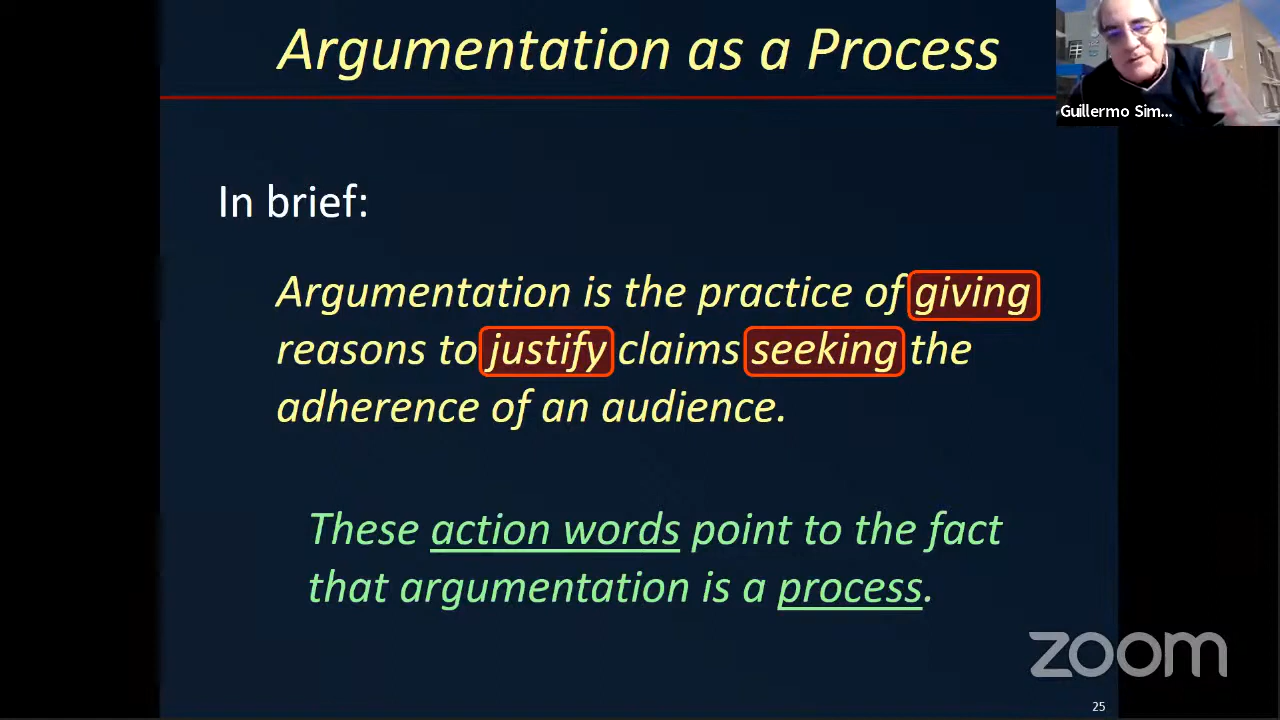 Argumentation as a Process
Guillermo Sim...
In brief:
Argumentation is the practice of giving
reasons to justify claims seeking the
adherence of an audience.
These action words point to the fact
that argumentation is a process.
zoom
25